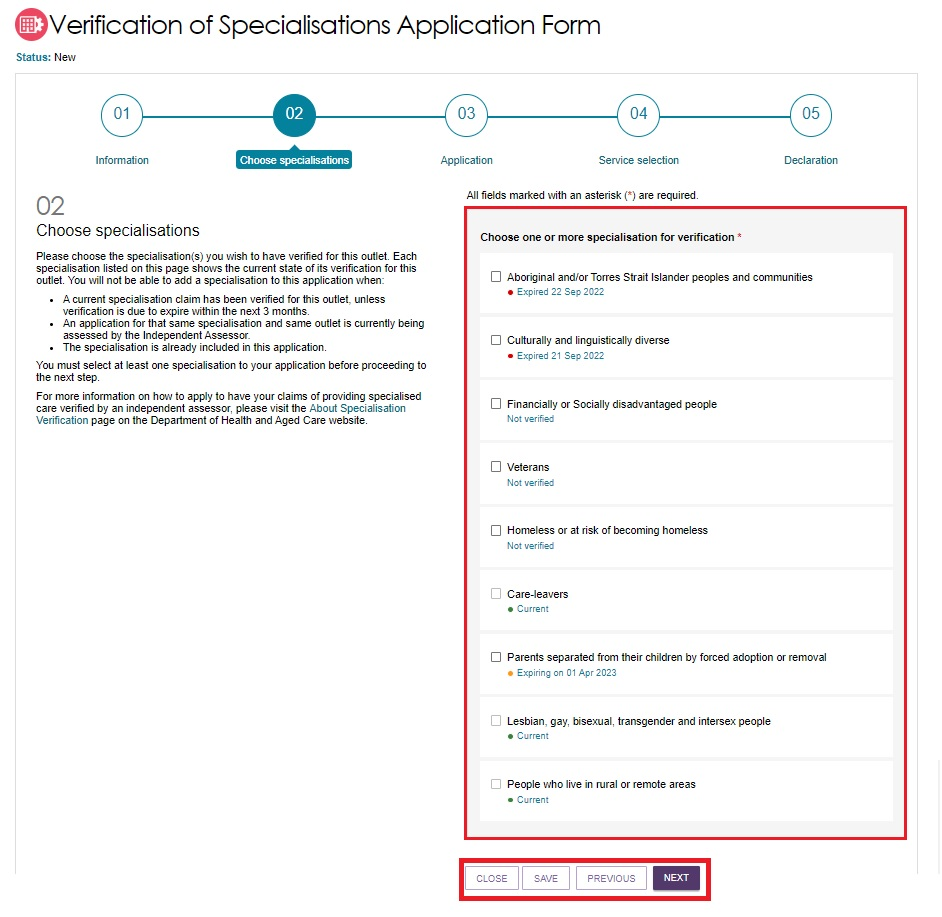 Verification of Specialisations Application Form
Status: New
01
02
03
04
05
Information
Choose specialisations
Application
Service selection
Declaration
02
Choose specialisations
Please choose the specialisation(s) you wish to have verified for this outlet. Each
specialisation listed on this page shows the current state of its verification for this
outlet. You will not be able to add a specialisation to this application when:
• A current specialisation claim has been verified for this outlet, unless
verification is due to expire within the next 3 months.
• An application for that same specialisation and same outlet is currently being
assessed by the Independent Assessor.
• The specialisation is already included in this application.
You must select at least one specialisation to your application before proceeding to
the next step.
For more information on how to apply to have your claims of providing specialised
care verified by an independent assessor, please visit the About Specialisation
Verification page on the Department of Health and Aged Care website.
All fields marked with an asterisk (*) are required.
Choose one or more specialisation for verification *
Aboriginal and/or Torres Strait Islander peoples and communities
Expired 22 Sep 2022
Culturally and linguistically diverse
Expired 21 Sep 2022
Financially or Socially disadvantaged people
Not verified
Veterans
Not verified
Homeless or at risk of becoming homeless
Not verified
Care-leavers
Current
Parents separated from their children by forced adoption or removal
Expiring on 01 Apr 2023
Lesbian, gay, bisexual, transgender and intersex people
Current
People who live in rural or remote areas
Current
CLOSE
SAVE
PREVIOUS
NEXT